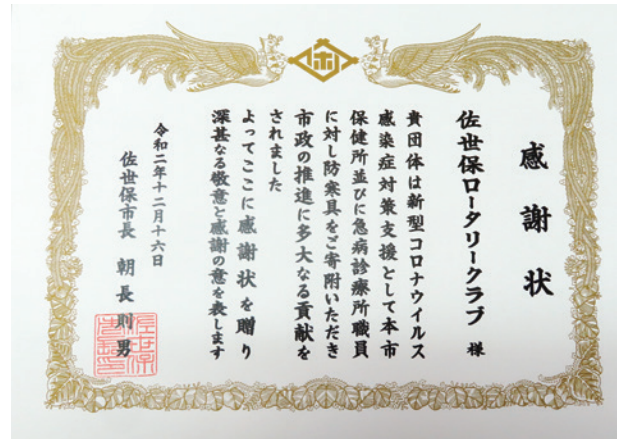 感謝状
佐世保ロータリークラブ 様
貴団体は新型コロナウイルス
感染症対策支援として本市
保健所並びに急病診療所職員
に対し防寒具をご寄附いただき
市政の推進に多大なる貢献を
されました
よってここに感謝状を贈り
深甚なる敬意と感謝の意を表します
令和二年十二月十六日
佐世保市長 朝長則男